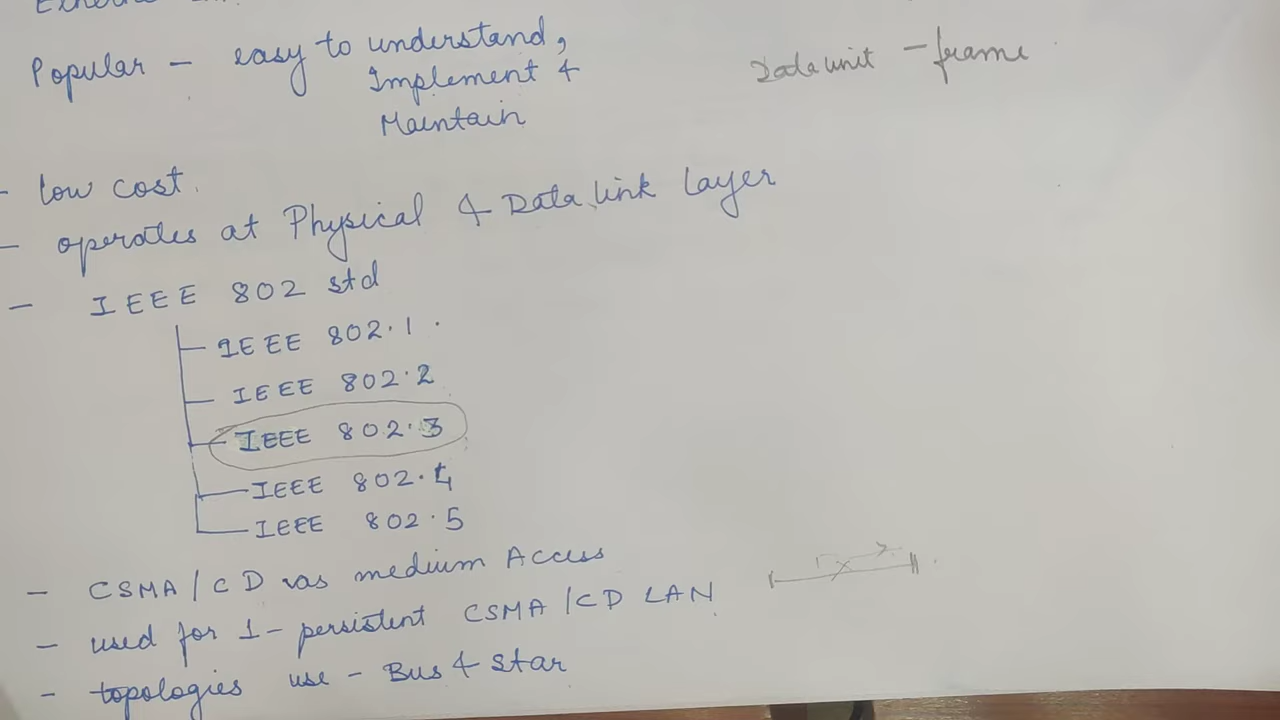 Popular - easy to understand,
Implement &
Maintain
Data unit - frame
- low cost.
- operates at Physical & Data link layer
- IEEE 802 std
IEEE 802.1
IEEE 802.2
IEEE 802.3
IEEE 802.4
IEEE 802.5
- CSMA/CD as medium Access
- used for 1-persistent CSMA/CD LAN
- topologies use - Bus & star